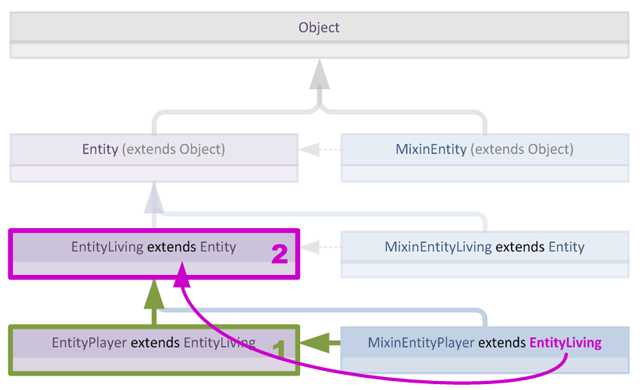 Object
Entity (extends Object)
MixinEntity (extends Object)
EntityLiving extends Entity
2
MixinEntityLiving extends Entity
EntityPlayer extends EntityLiving
1
MixinEntityPlayer extends EntityLiving